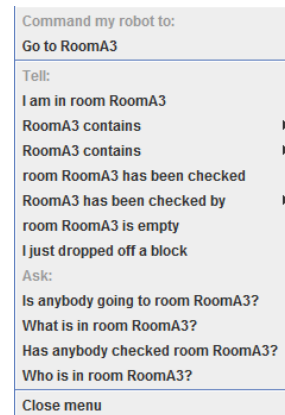 Command my robot to:
Go to RoomA3
Tell:
I am in room RoomA3
RoomA3 contains
RoomA3 contains
room RoomA3 has been checked
RoomA3 has been checked by
room RoomA3 is empty
I just dropped off a block
Ask:
Is anybody going to room RoomA3?
What is in room RoomA3?
Has anybody checked room RoomA3?
Who is in room RoomA3?
Close menu